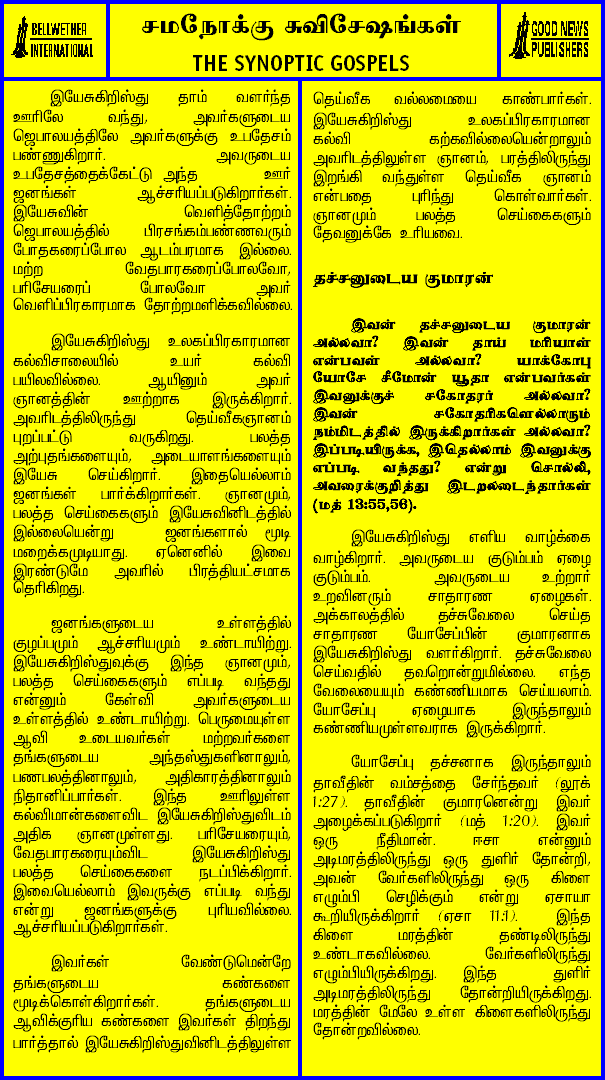 BELLWETHER
INTERNATIONAL
சமநோக்கு சுவிசேஷங்கள்
THE SYNOPTIC GOSPELS
GOOD NEWS
PUBLISHERS
இயேசுகிறிஸ்து தாம் வளர்ந்த
ஊரிலே வந்து, அவர்களுடைய
ஜெபாலயத்திலே அவர்களுக்கு உபதேசம்
பண்ணுகிறார். அவருடைய
உபதேசத்தைக்கேட்டு அந்த ஊர்
ஜனங்கள் ஆச்சரியப்படுகிறார்கள்.
இயேசுவின் வெளித்தோற்றம்
ஜெபாலயத்தில் பிரசங்கம்பண்ணவரும்
போதகரைப்போல ஆடம்பரமாக இல்லை.
மற்ற வேதபாரகரைப்போலவோ,
பரிசேயரைப் போலவோ அவர்
வெளிப்பிரகாரமாக தோற்றமளிக்கவில்லை.
இயேசுகிறிஸ்து உலகப்பிரகாரமான
கல்விசாலையில் உயர் கல்வி
பயிலவில்லை. ஆயினும் அவர்
ஞானத்தின் ஊற்றாக இருக்கிறார்.
அவரிடத்திலிருந்து தெய்வீகஞானம்
புறப்பட்டு வருகிறது. பலத்த
அற்புதங்களையும், அடையாளங்களையும்
இயேசு செய்கிறார். இதையெல்லாம்
ஜனங்கள் பார்க்கிறார்கள். ஞானமும்,
பலத்த செய்கைகளும் இயேசுவினிடத்தில்
இல்லையென்று ஜனங்களால் மூடி
மறைக்கமுடியாது. ஏனெனில் இவை
இரண்டுமே அவரில் பிரத்தியட்சமாக
தெரிகிறது.
ஜனங்களுடைய உள்ளத்தில்
குழப்பமும் ஆச்சரியமும் உண்டாயிற்று.
இயேசுகிறிஸ்துவுக்கு இந்த ஞானமும்,
பலத்த செய்கைகளும் எப்படி வந்தது
என்னும் கேள்வி அவர்களுடைய
உள்ளத்தில் உண்டாயிற்று. பெருமையுள்ள
ஆவி உடையவர்கள் மற்றவர்களை
தங்களுடைய அந்தஸ்துகளினாலும்,
பணபலத்தினாலும், அதிகாரத்தினாலும்
நிதானிப்பார்கள். இந்த ஊரிலுள்ள
கல்விமான்களைவிட இயேசுகிறிஸ்துவிடம்
அதிக ஞானமுள்ளது. பரிசேயரையும்,
வேதபாரகரையும்விட இயேசுகிறிஸ்து
பலத்த செய்கைகளை நடப்பிக்கிறார்.
இவையெல்லாம் இவருக்கு எப்படி வந்து
என்று ஜனங்களுக்கு புரியவில்லை.
ஆச்சரியப்படுகிறார்கள்.
இவர்கள் வேண்டுமென்றே
தங்களுடைய கண்களை
மூடிக்கொள்கிறார்கள். தங்களுடைய
ஆவிக்குரிய கண்களை இவர்கள் திறந்து
பார்த்தால் இயேசுகிறிஸ்துவினிடத்திலுள்ள
தெய்வீக வல்லமையை காண்பார்கள்.
இயேசுகிறிஸ்து உலகப்பிரகாரமான
கல்வி கற்கவில்லையென்றாலும்
அவரிடத்திலுள்ள ஞானம், பரத்திலிருந்து
இறங்கி வந்துள்ள தெய்வீக ஞானம்
என்பதை புரிந்து கொள்வார்கள்.
ஞானமும் பலத்த செய்கைகளும்
தேவனுக்கே உரியவை.
தச்சனுடைய குமாரன்
இவன் தச்சனுடைய குமாரன்
அல்லவா? இவன் தாய் மரியாள்
என்பவள் அல்லவா? யாக்கோபு
யோசே சீமோன் யூதா என்பவர்கள்
இவனுக்குச் சகோதரர் அல்லவா?
இவன் சகோதரிகளெல்லாரும்
நம்மிடத்தில் இருக்கிறார்கள் அல்லவா?
இப்படியிருக்க, இதெல்லாம் இவனுக்கு
எப்படி வந்தது? என்று சொல்லி,
அவரைக்குறித்து இடறலடைந்தார்கள்
(மத் 13:55,56).
இயேசுகிறிஸ்து எளிய வாழ்க்கை
வாழ்கிறார். அவருடைய குடும்பம் ஏழை
குடும்பம். அவருடைய உற்றார்
உறவினரும் சாதாரண ஏழைகள்.
அக்காலத்தில் தச்சுவேலை செய்த
சாதாரண யோசேப்பின் குமாரனாக
இயேசுகிறிஸ்து வளர்கிறார். தச்சுவேலை
செய்வதில் தவறொன்றுமில்லை. எந்த
வேலையையும் கண்ணியமாக செய்யலாம்.
யோசேப்பு ஏழையாக இருந்தாலும்
கண்ணியமுள்ளவராக இருக்கிறார்.
யோசேப்பு தச்சனாக இருந்தாலும்
தாவீதின் வம்சத்தை சேர்ந்தவர் (லூக்
1:27). தாவீதின் குமாரனென்று இவர்
அழைக்கப்படுகிறார் (மத் 1:20). இவர்
ஒரு நீதிமான். ஈசா என்னும்
அடிமரத்திலிருந்து ஒரு துளிர் தோன்றி,
அவன் வேர்களிலிருந்து ஒரு கிளை
எழும்பி செழிக்கும் என்று ஏசாயா
கூறியிருக்கிறார் (ஏசா 11:1). இந்த
கிளை மரத்தின் தண்டிலிருந்து
உண்டாகவில்லை. வேர்களிலிருந்து
எழும்பியிருக்கிறது. இந்த துளிர்
அடிமரத்திலிருந்து தோன்றியிருக்கிறது.
மரத்தின் மேலே உள்ள கிளைகளிலிருந்து
தோன்றவில்லை.